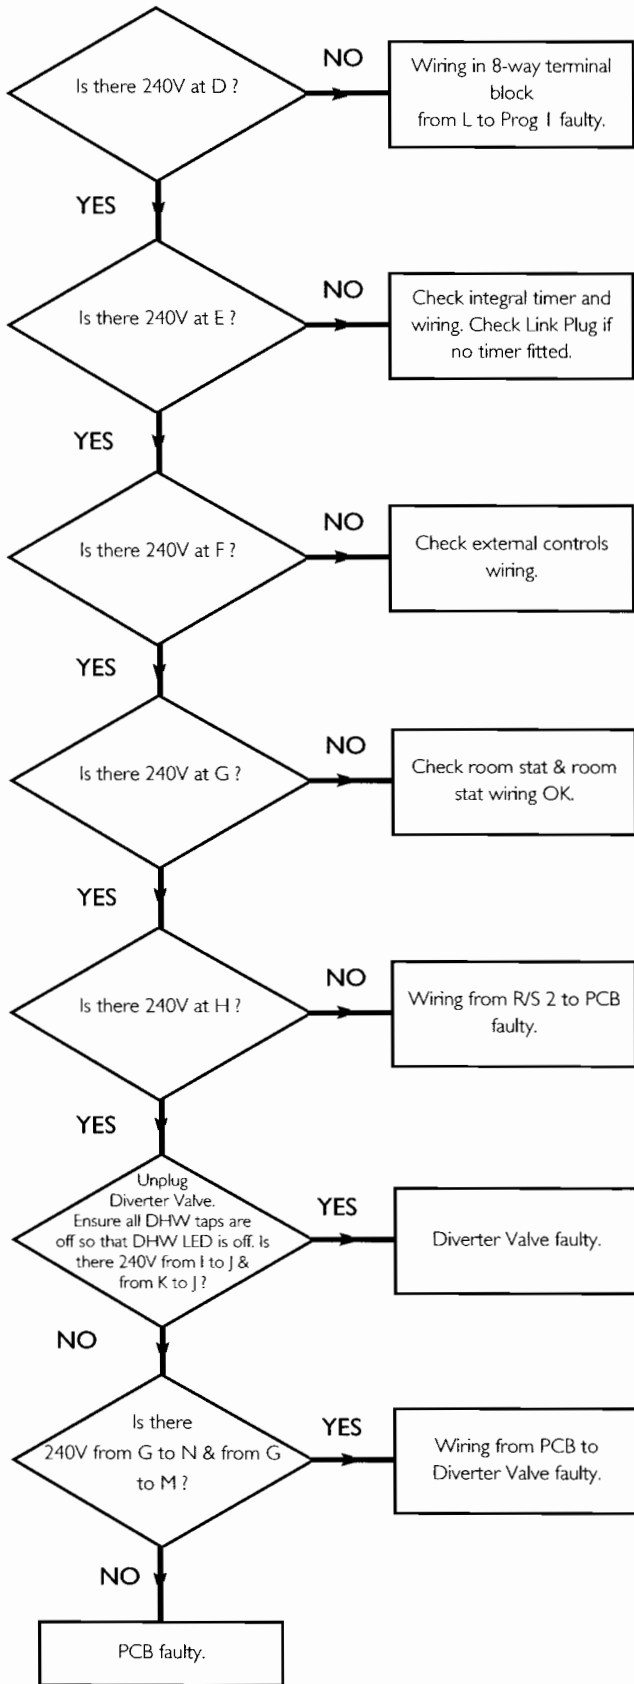 Is there 240V at D ?
NO
Wiring in 8-way terminal
block
from L to Prog 1 faulty.
YES
Is there 240V at E ?
NO
Check integral timer and
wiring. Check Link Plug if
no timer fitted.
YES
Is there 240V at F ?
NO
Check external controls
wiring.
YES
Is there 240V at G ?
NO
Check room stat & room
stat wiring OK.
YES
Is there 240V at H ?
NO
Wiring from R/S 2 to PCB
faulty.
YES
Unplug
Diverter Valve.
Ensure all DHW taps are
off so that DHW LED is off. Is
there 240V from I to J &
from K to J ?
YES
Diverter Valve faulty.
NO
Is there
240V from G to N & from G
to M ?
YES
Wiring from PCB to
Diverter Valve faulty.
NO
PCB faulty.